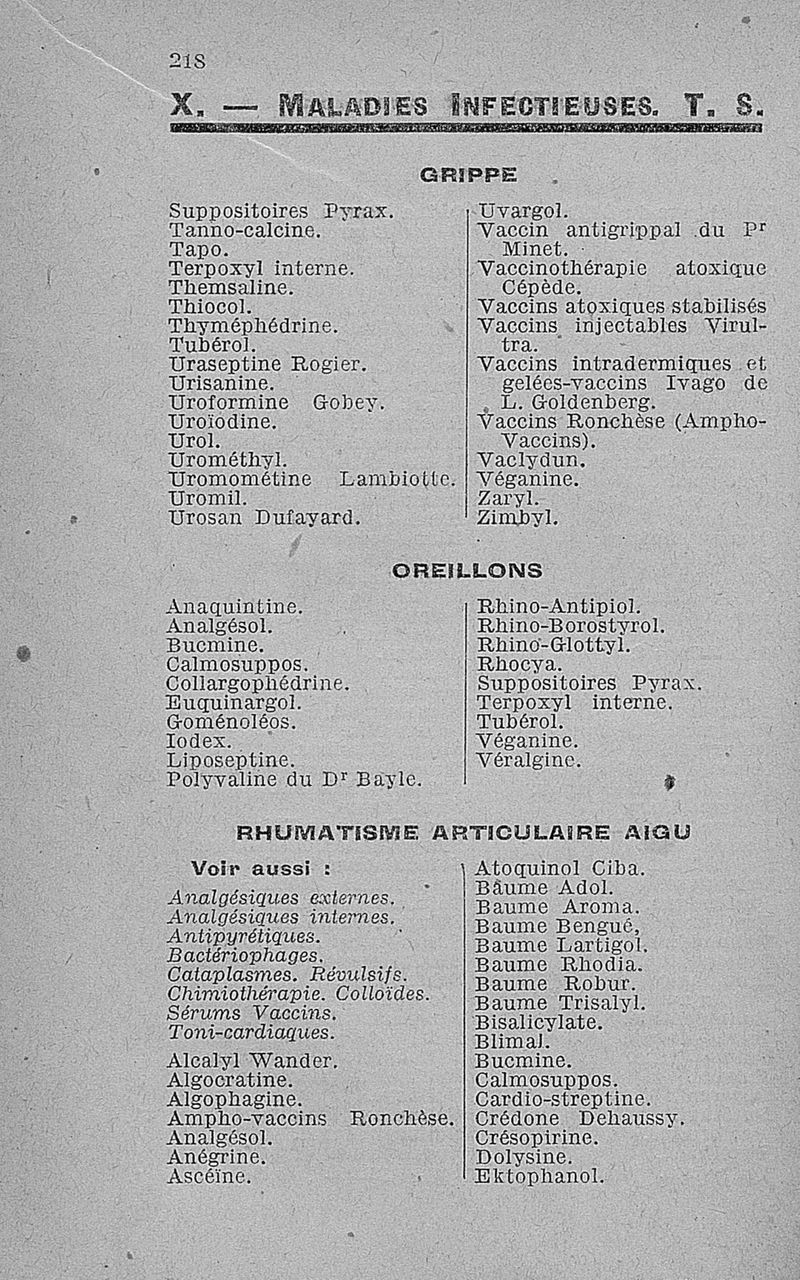 218
X. — MALADIES INFECTIEUSES. T. S.
GRIPPE
Suppositoires Pyrax.
Tanno-calcine.
Tapo.
Terpoxyl interne.
Themsaline.
Thiocol.
Thyméphédrine.
Tubérol.
Uraseptine Rogier.
Urisanine.
Uroformine Gobey.
Uroïodine.
Urol.
Urométhyl.
Uromométine Lambiotte.
Uromil.
Urosan Dufayard.
Uvargol.
Vaccin antigrippal du Pr
Minet.
Vaccinothérapie atoxique
Cépède.
Vaccins atoxiques stabilisés
Vaccins injectables Virul-
tra.
Vaccins intradermiques et
gelées-vaccins Ivago de
L. Goldenberg.
Vaccins Ronchèse (Ampho-
Vaccins).
Vaclydun.
Véganine.
Zaryl.
Zimbyl.
OREILLONS
Anaquintine.
Analgésol.
Bucmine.
Calmosuppos.
Collargophédrine.
Euquinargol.
Goménoléos.
Iodex.
Liposeptine.
Polyvaline du Dr Bayle.
Rhino-Antipiol.
Rhino-Borostyrol.
Rhino-Glottyl.
Rhocya.
Suppositoires Pyrax.
Terpoxyl interne.
Tubérol.
Véganine.
Véralgine.
RHUMATISME ARTICULAIRE AIGU
Voir aussi :
Analgésiques externes.
Analgésiques internes.
Antipyrétiques.
Bactériophages.
Cataplasmes. Révulsifs.
Chimiothérapie. Colloïdes.
Sérums Vaccins.
Toni-cardiaques.
Alcalyl Wander.
Algocratine.
Algophagine.
Ampho-vaccins Ronchèse.
Analgésol.
Anégrine.
Ascéïne.
Atoquinol Ciba.
Baume Adol.
Baume Aroma.
Baume Bengué,
Baume Lartigol.
Baume Rhodia.
Baume Robur.
Baume Trisalyl.
Bisalicylate.
Blimal.
Bucmine.
Calmosuppos.
Cardio-streptine.
Crédone Dehaussy.
Crésopirine.
Dolysine.
Ektophanol.